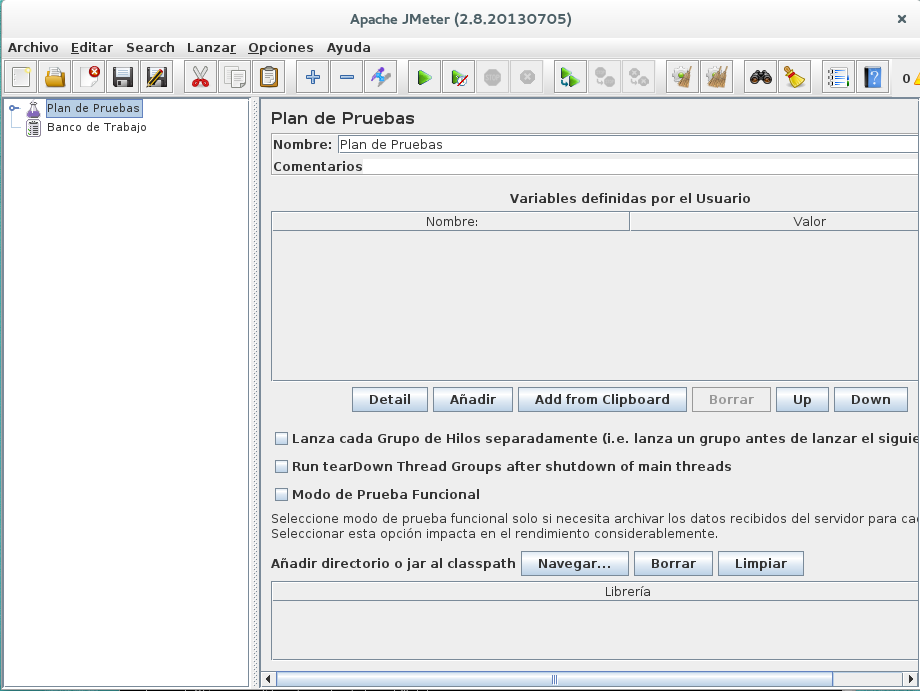 Apache JMeter (2.8.20130705)
Archivo Editar Search Lanzar Opciones Ayuda
0
Plan de Pruebas
Banco de Trabajo
Plan de Pruebas
Nombre: Plan de Pruebas
Comentarios
Variables definidas por el Usuario
Nombre: Valor
Detail Añadir Add from Clipboard Borrar Up Down
Lanza cada Grupo de Hilos separadamente (i.e. lanza un grupo antes de lanzar el siguie
Run tearDown Thread Groups after shutdown of main threads
Modo de Prueba Funcional
Seleccione modo de prueba funcional solo si necesita archivar los datos recibidos del servidor para ca
Seleccionar esta opción impacta en el rendimiento considerablemente.
Añadir directorio o jar al classpath Navegar... Borrar Limpiar
Librería